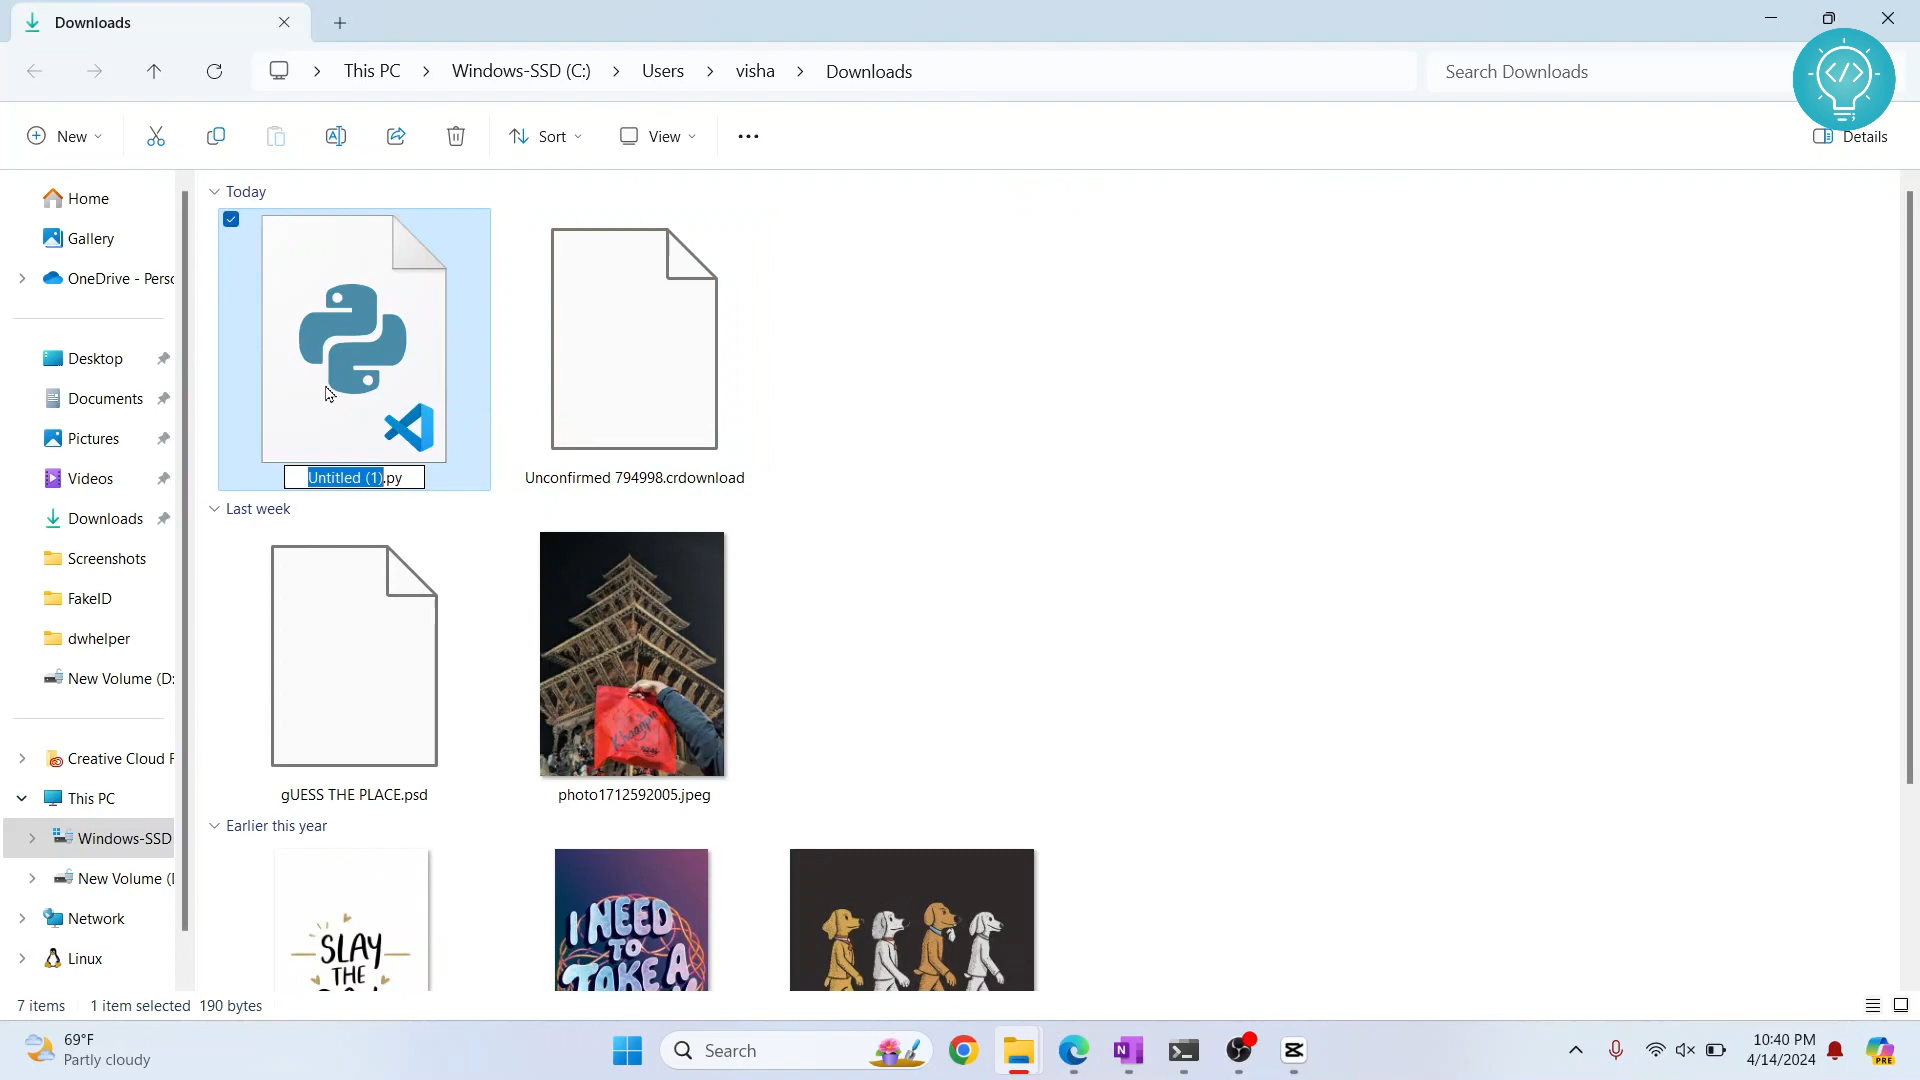 Downloads
This PC
Windows-SSD (C:)
Users
visha
Downloads
Search Downloads
New
Sort
View
Details
Home
Gallery
OneDrive - Perso
Desktop
Documents
Pictures
Videos
Downloads
Screenshots
FakeID
dwhelper
New Volume (D:
Creative Cloud F
This PC
Windows-SSD
New Volume (
Network
Linux
Today
Untitled (1).py
Unconfirmed 794998.crdownload
Last week
gUESS THE PLACE.psd
photo1712592005.jpeg
Earlier this year
SLAY
THE
I NEED
TO
TAKE A
7 items
1 item selected 190 bytes
69°F
Partly cloudy
Search
10:40 PM
4/14/2024
PRE